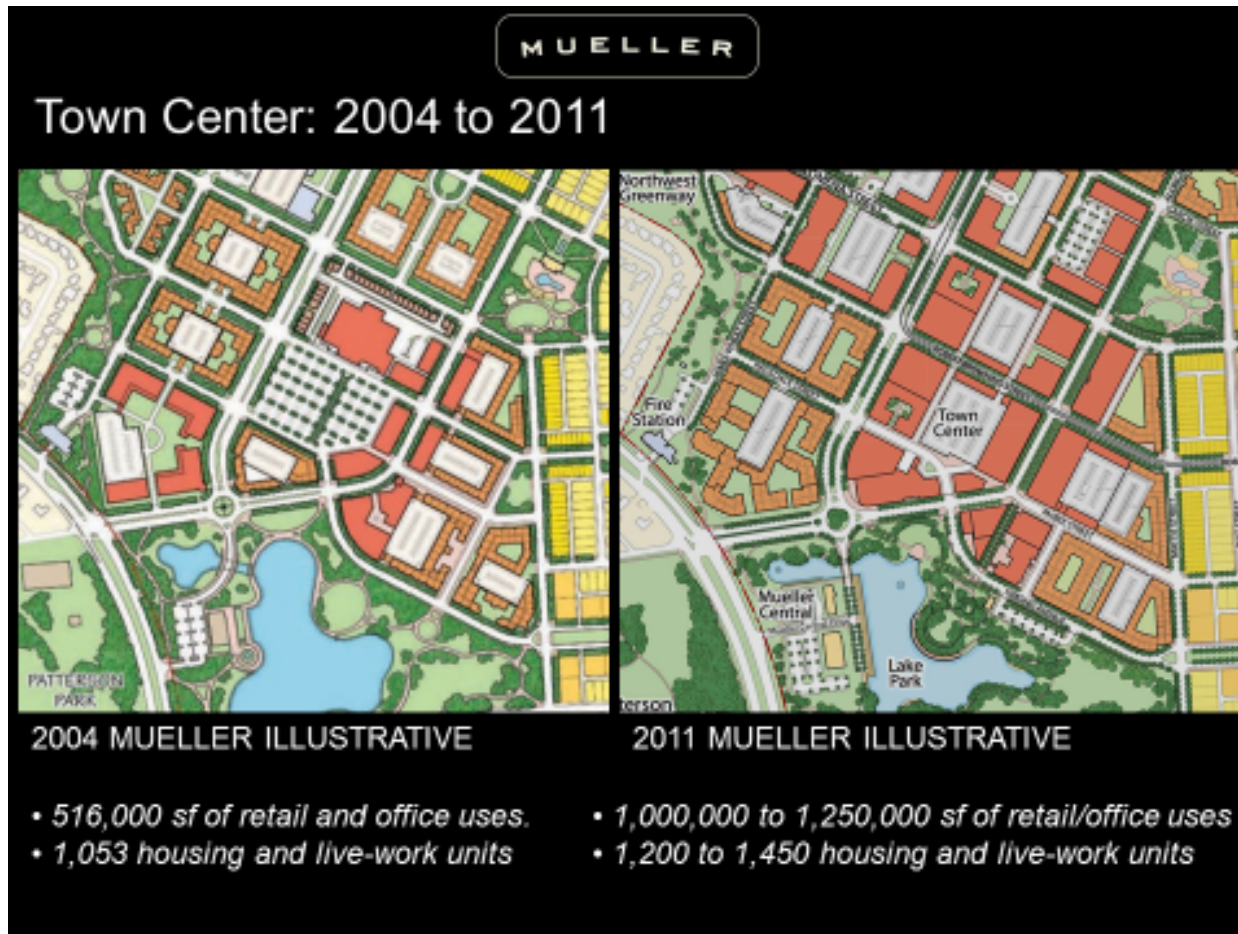 MUELLER
Town Center: 2004 to 2011
PATTERSON
PARK
Northwest
Greenway
Fire
Station
Town
Center
Mueller
Central
Lake
Park
terson
2004 MUELLER ILLUSTRATIVE
2011 MUELLER ILLUSTRATIVE
• 516,000 sf of retail and office uses.
• 1,053 housing and live-work units
• 1,000,000 to 1,250,000 sf of retail/office uses
• 1,200 to 1,450 housing and live-work units